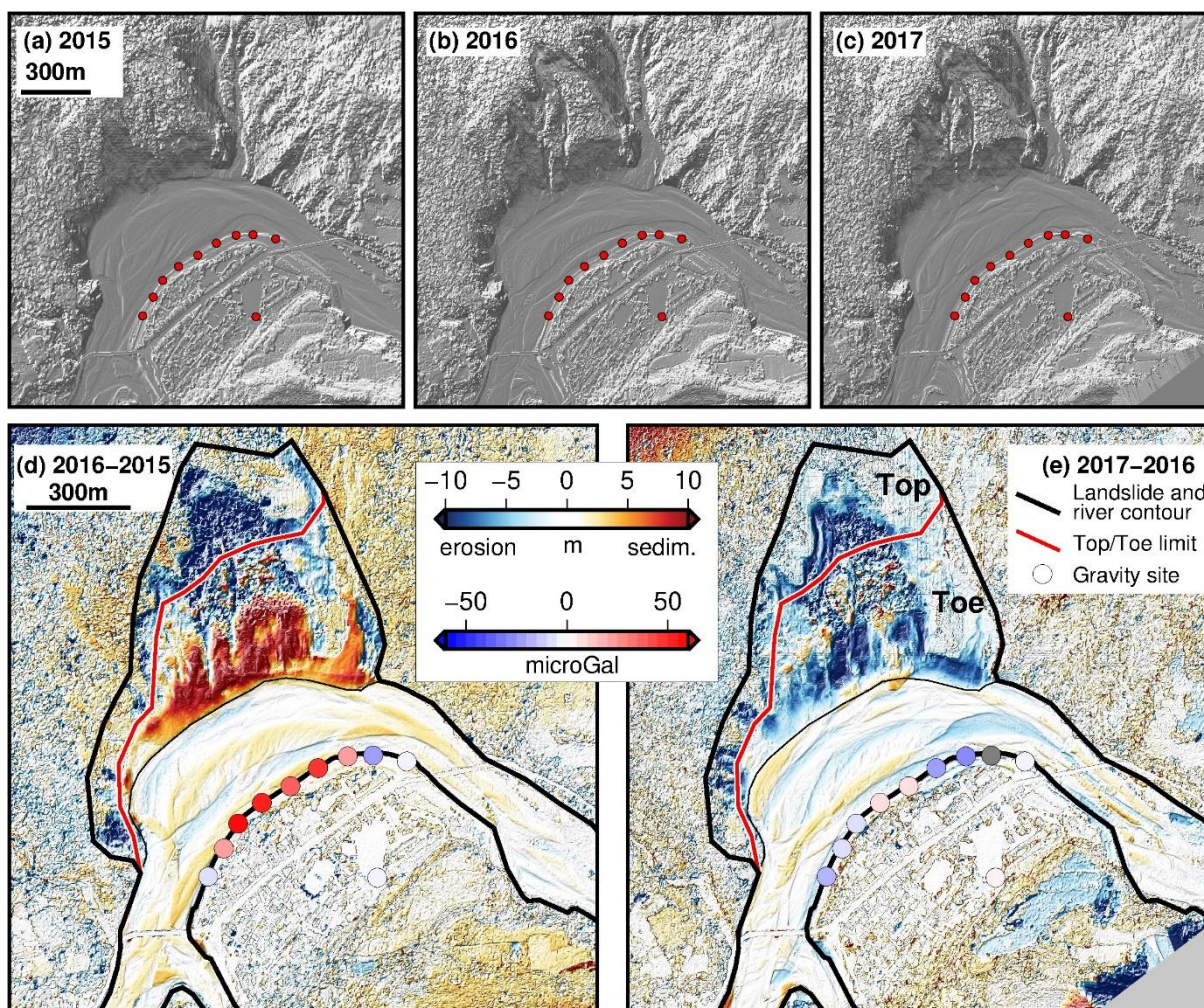 (a) 2015
300m
(b) 2016
(c) 2017
(d) 2016−2015
300m
−10 −5 0 5 10
erosion m sedim.
−50 0 50
microGal
Top
Toe
(e) 2017−2016
Landslide and
river contour
Top/Toe limit
Gravity site